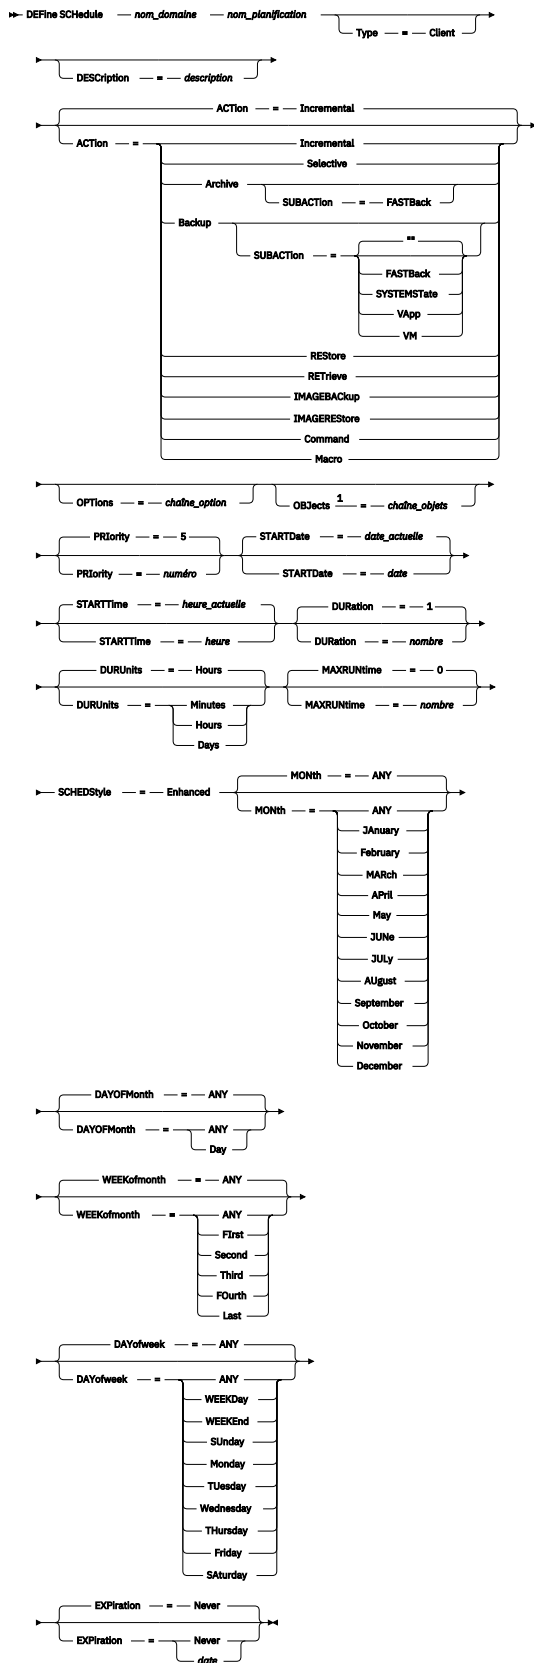 DEFine SCHedule — nom_domaine — nom_planification
Type — = — Client
DESCription — = — description
ACTion — = — Incremental
ACTion — = — Incremental
Selective
Archive
SUBACTion — = — FASTBack
Backup
SUBACTion — =
""
FASTBack
SYSTEMSTate
VApp
VM
REStore
RETrieve
IMAGEBACkup
IMAGEREStore
Command
Macro
OPTions — = — chaîne_option
OBJects 1 = — chaîne_objets
PRIority — = — 5
PRIority — = — numéro
STARTDate — = — date_actuelle
STARTDate — = — date
STARTTime — = — heure_actuelle
STARTTime — = — heure
DURation — = — 1
DURation — = — nombre
DURUnits — = — Hours
DURUnits — = — Minutes
Hours
Days
MAXRUNtime — = — 0
MAXRUNtime — = — nombre
SCHEDStyle — = — Enhanced
MONth — = — ANY
MONth — = — ANY
JAnuary
February
MARch
APril
May
JUNe
JULy
AUgust
September
October
November
December
DAYOFMonth — = — ANY
DAYOFMonth — = — ANY
Day
WEEKofmonth — = — ANY
WEEKofmonth — = — ANY
FIrst
Second
Third
FOurth
Last
DAYofweek — = — ANY
DAYofweek — = — ANY
WEEKDay
WEEKEnd
SUnday
Monday
TUesday
Wednesday
THursday
Friday
SAturday
EXPiration — = — Never
EXPiration — = — Never
date